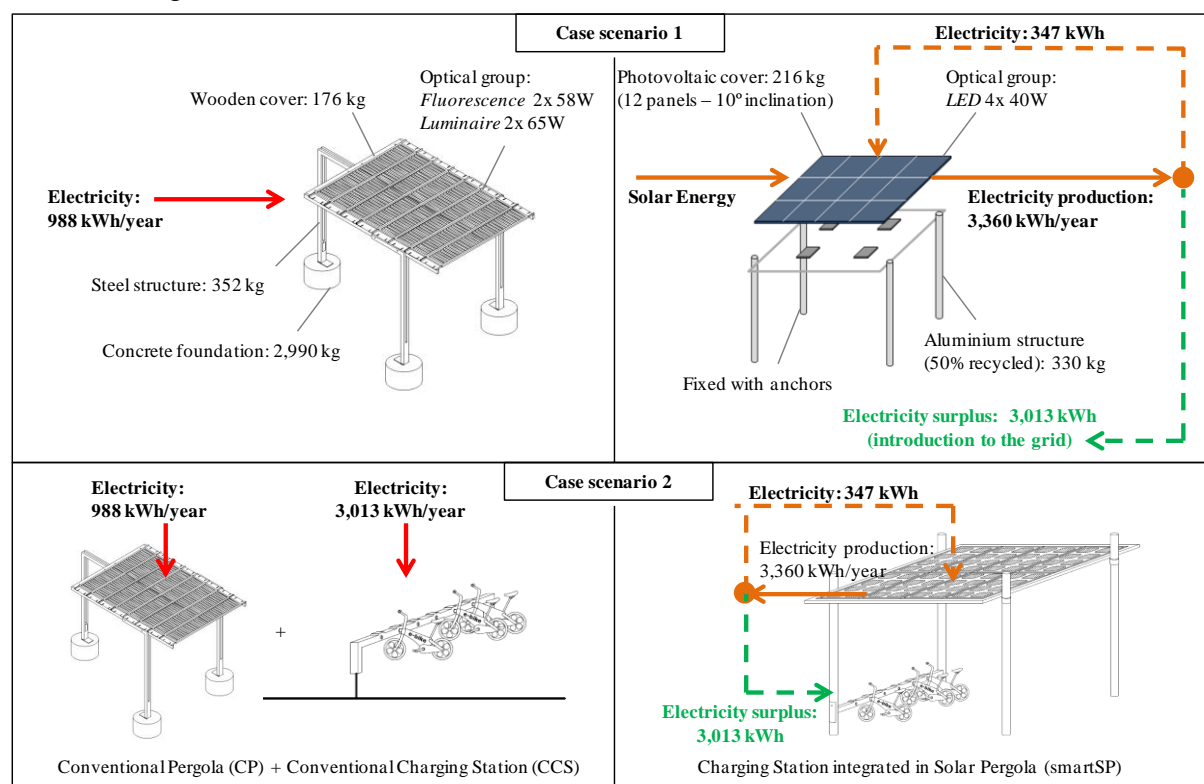 Case scenario 1
Wooden cover: 176 kg
Optical group:
Fluorescence 2x 58W
Luminaire 2x 65W
Electricity:
988 kWh/year
Steel structure: 352 kg
Concrete foundation: 2,990 kg
Electricity: 347 kWh
Photovoltaic cover: 216 kg
(12 panels – 10º inclination)
Optical group:
LED 4x 40W
Solar Energy
Electricity production:
3,360 kWh/year
Aluminium structure
(50% recycled): 330 kg
Fixed with anchors
Electricity surplus: 3,013 kWh
(introduction to the grid)
Case scenario 2
Electricity:
988 kWh/year
Electricity:
3,013 kWh/year
+
e-bike
Conventional Pergola (CP) + Conventional Charging Station (CCS)
Electricity: 347 kWh
Electricity production:
3,360 kWh/year
Electricity surplus:
3,013 kWh
Charging Station integrated in Solar Pergola (smartSP)